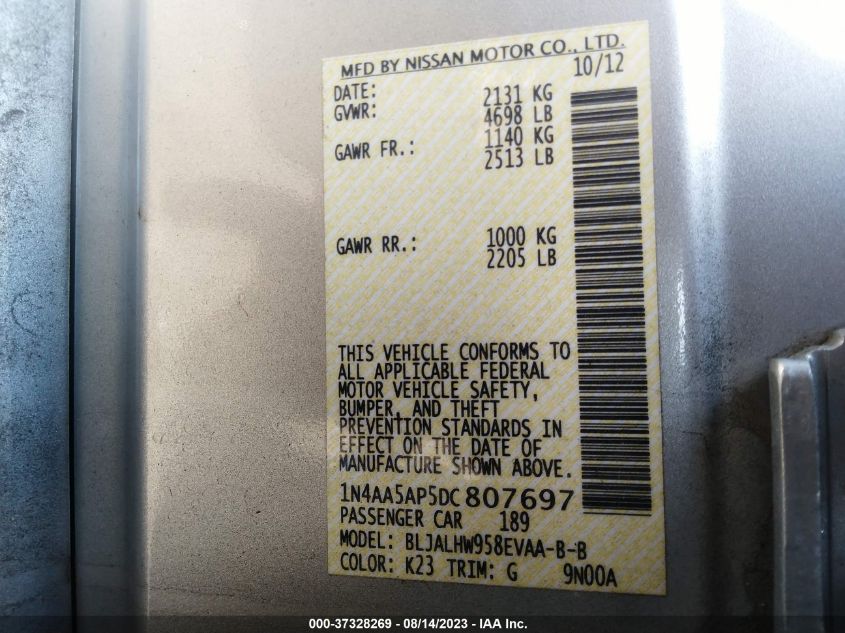 MFD BY NISSAN MOTOR CO., LTD.
DATE: 10/12
GVWR: 2131 KG
4698 LB
GAWR FR.: 1140 KG
2513 LB
GAWR RR.: 1000 KG
2205 LB
THIS VEHICLE CONFORMS TO
ALL APPLICABLE FEDERAL
MOTOR VEHICLE SAFETY,
BUMPER, AND THEFT
PREVENTION STANDARDS IN
EFFECT ON THE DATE OF
MANUFACTURE SHOWN ABOVE.
1N4AA5AP5DC807697
PASSENGER CAR 189
MODEL: BLJALHW958EVAA-B-B
COLOR: K23 TRIM: G 9N00A
000-37328269 - 08/14/2023 - IAA Inc.